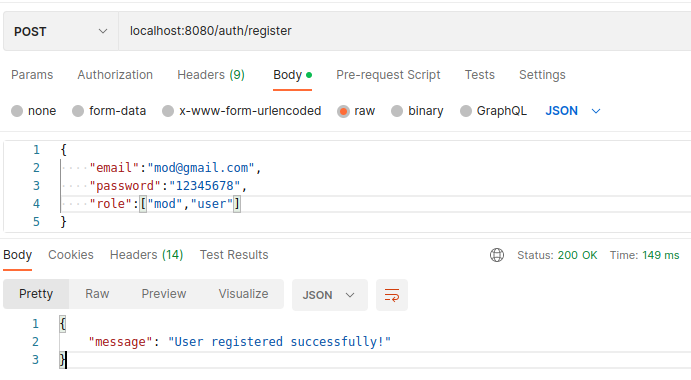 POST localhost:8080/auth/register
Params Authorization Headers (9) Body Pre-request Script Tests Settings
none form-data x-www-form-urlencoded raw binary GraphQL JSON
1 {
2 "email":"mod@gmail.com",
3 "password":"12345678",
4 "role":["mod","user"]
5 }
Body Cookies Headers (14) Test Results Status: 200 OK Time: 149 ms
Pretty Raw Preview Visualize JSON
1 {
2 "message": "User registered successfully!"
3 }